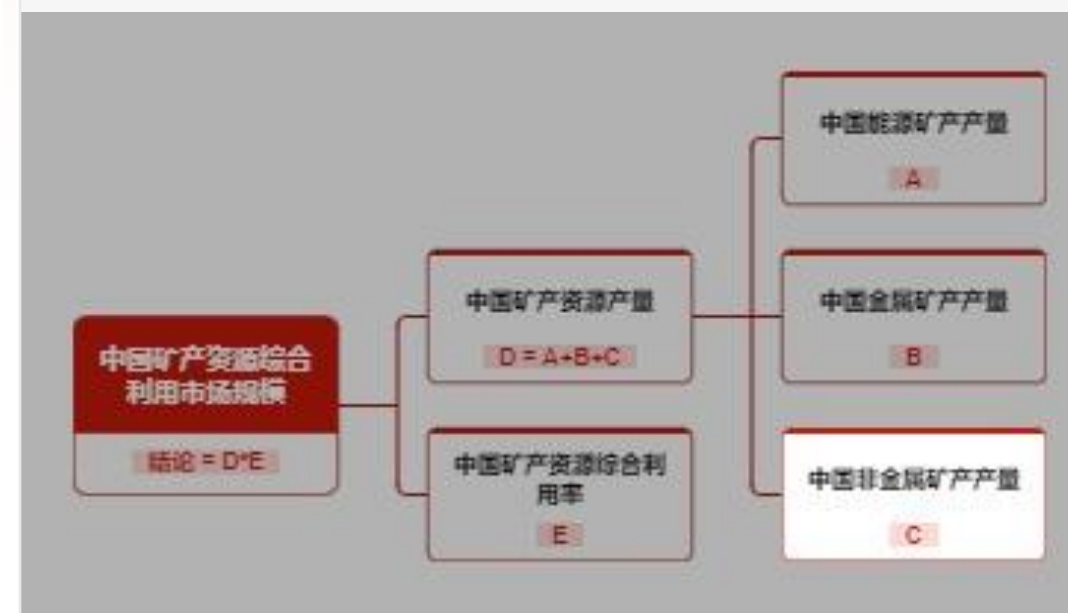 中国能源矿产产量
A
中国矿产资源产量
D = A+B+C
中国金属矿产产量
B
中国矿产资源综合
利用市场规模
结论 = D*E
中国矿产资源综合利
用率
E
中国非金属矿产产量
C